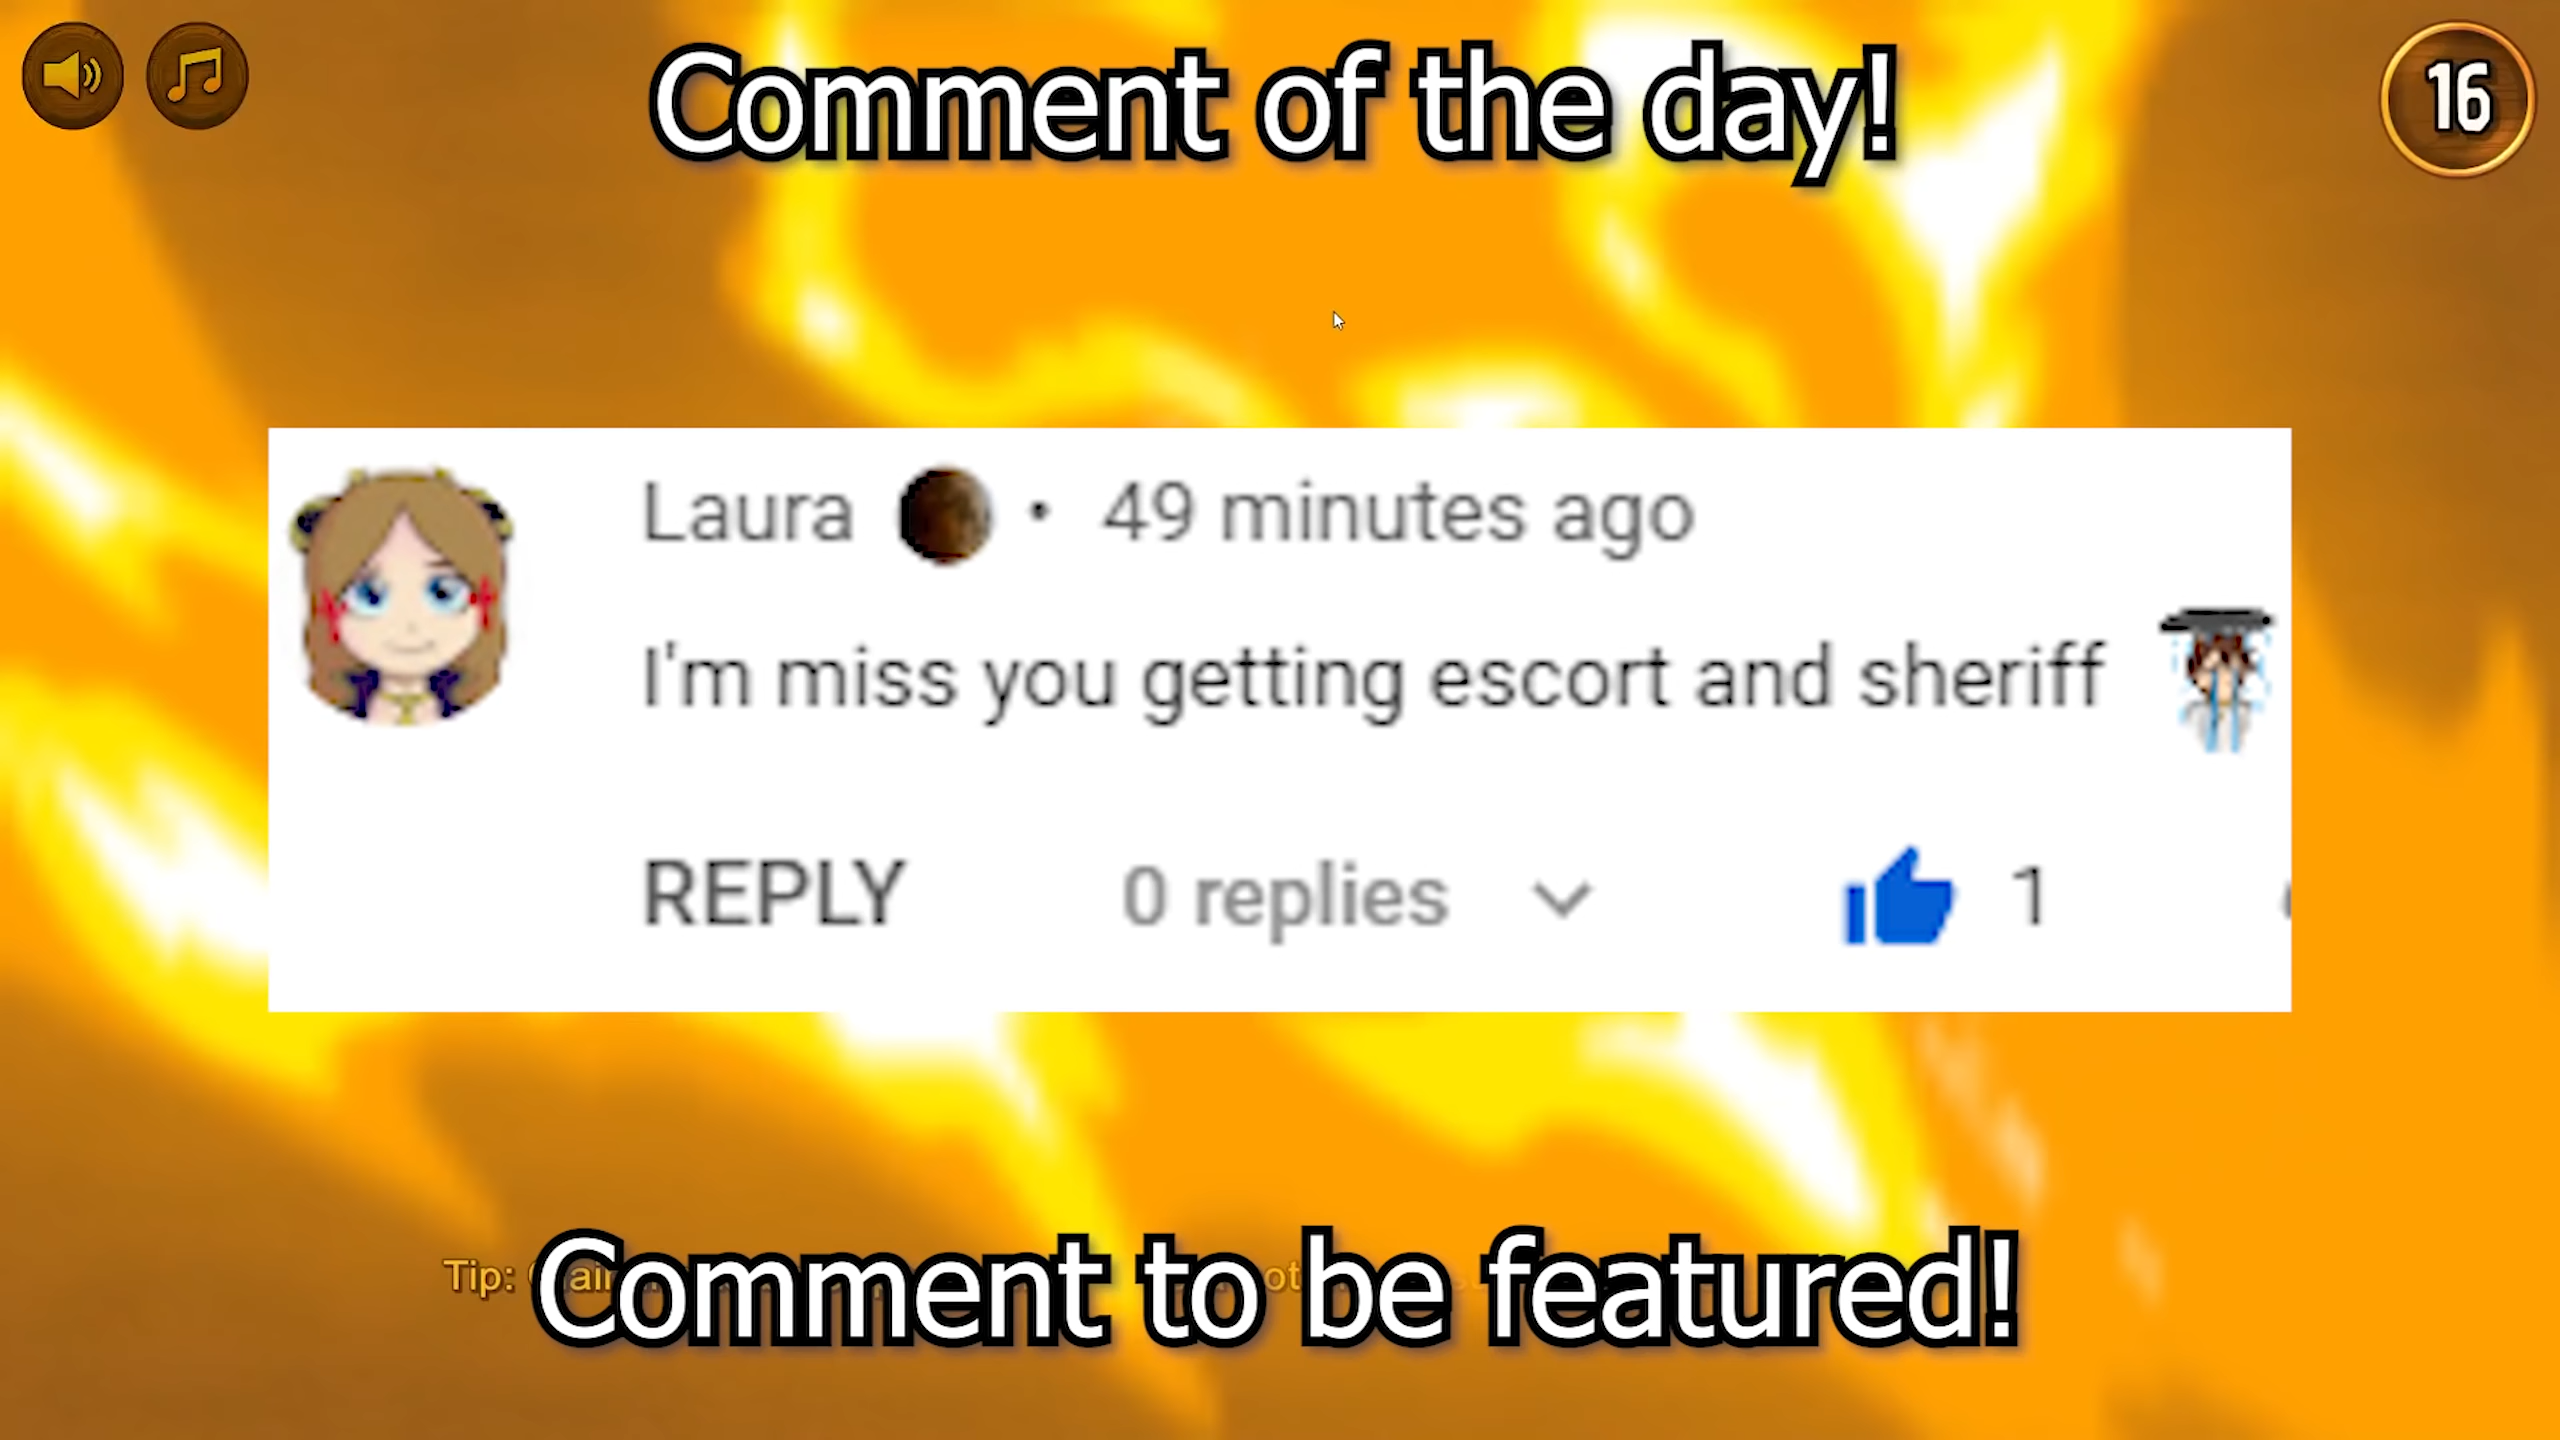 Comment of the day!
16
Laura • 49 minutes ago
I'm miss you getting escort and sheriff
REPLY 0 replies 1
Comment to be featured!
Tip: